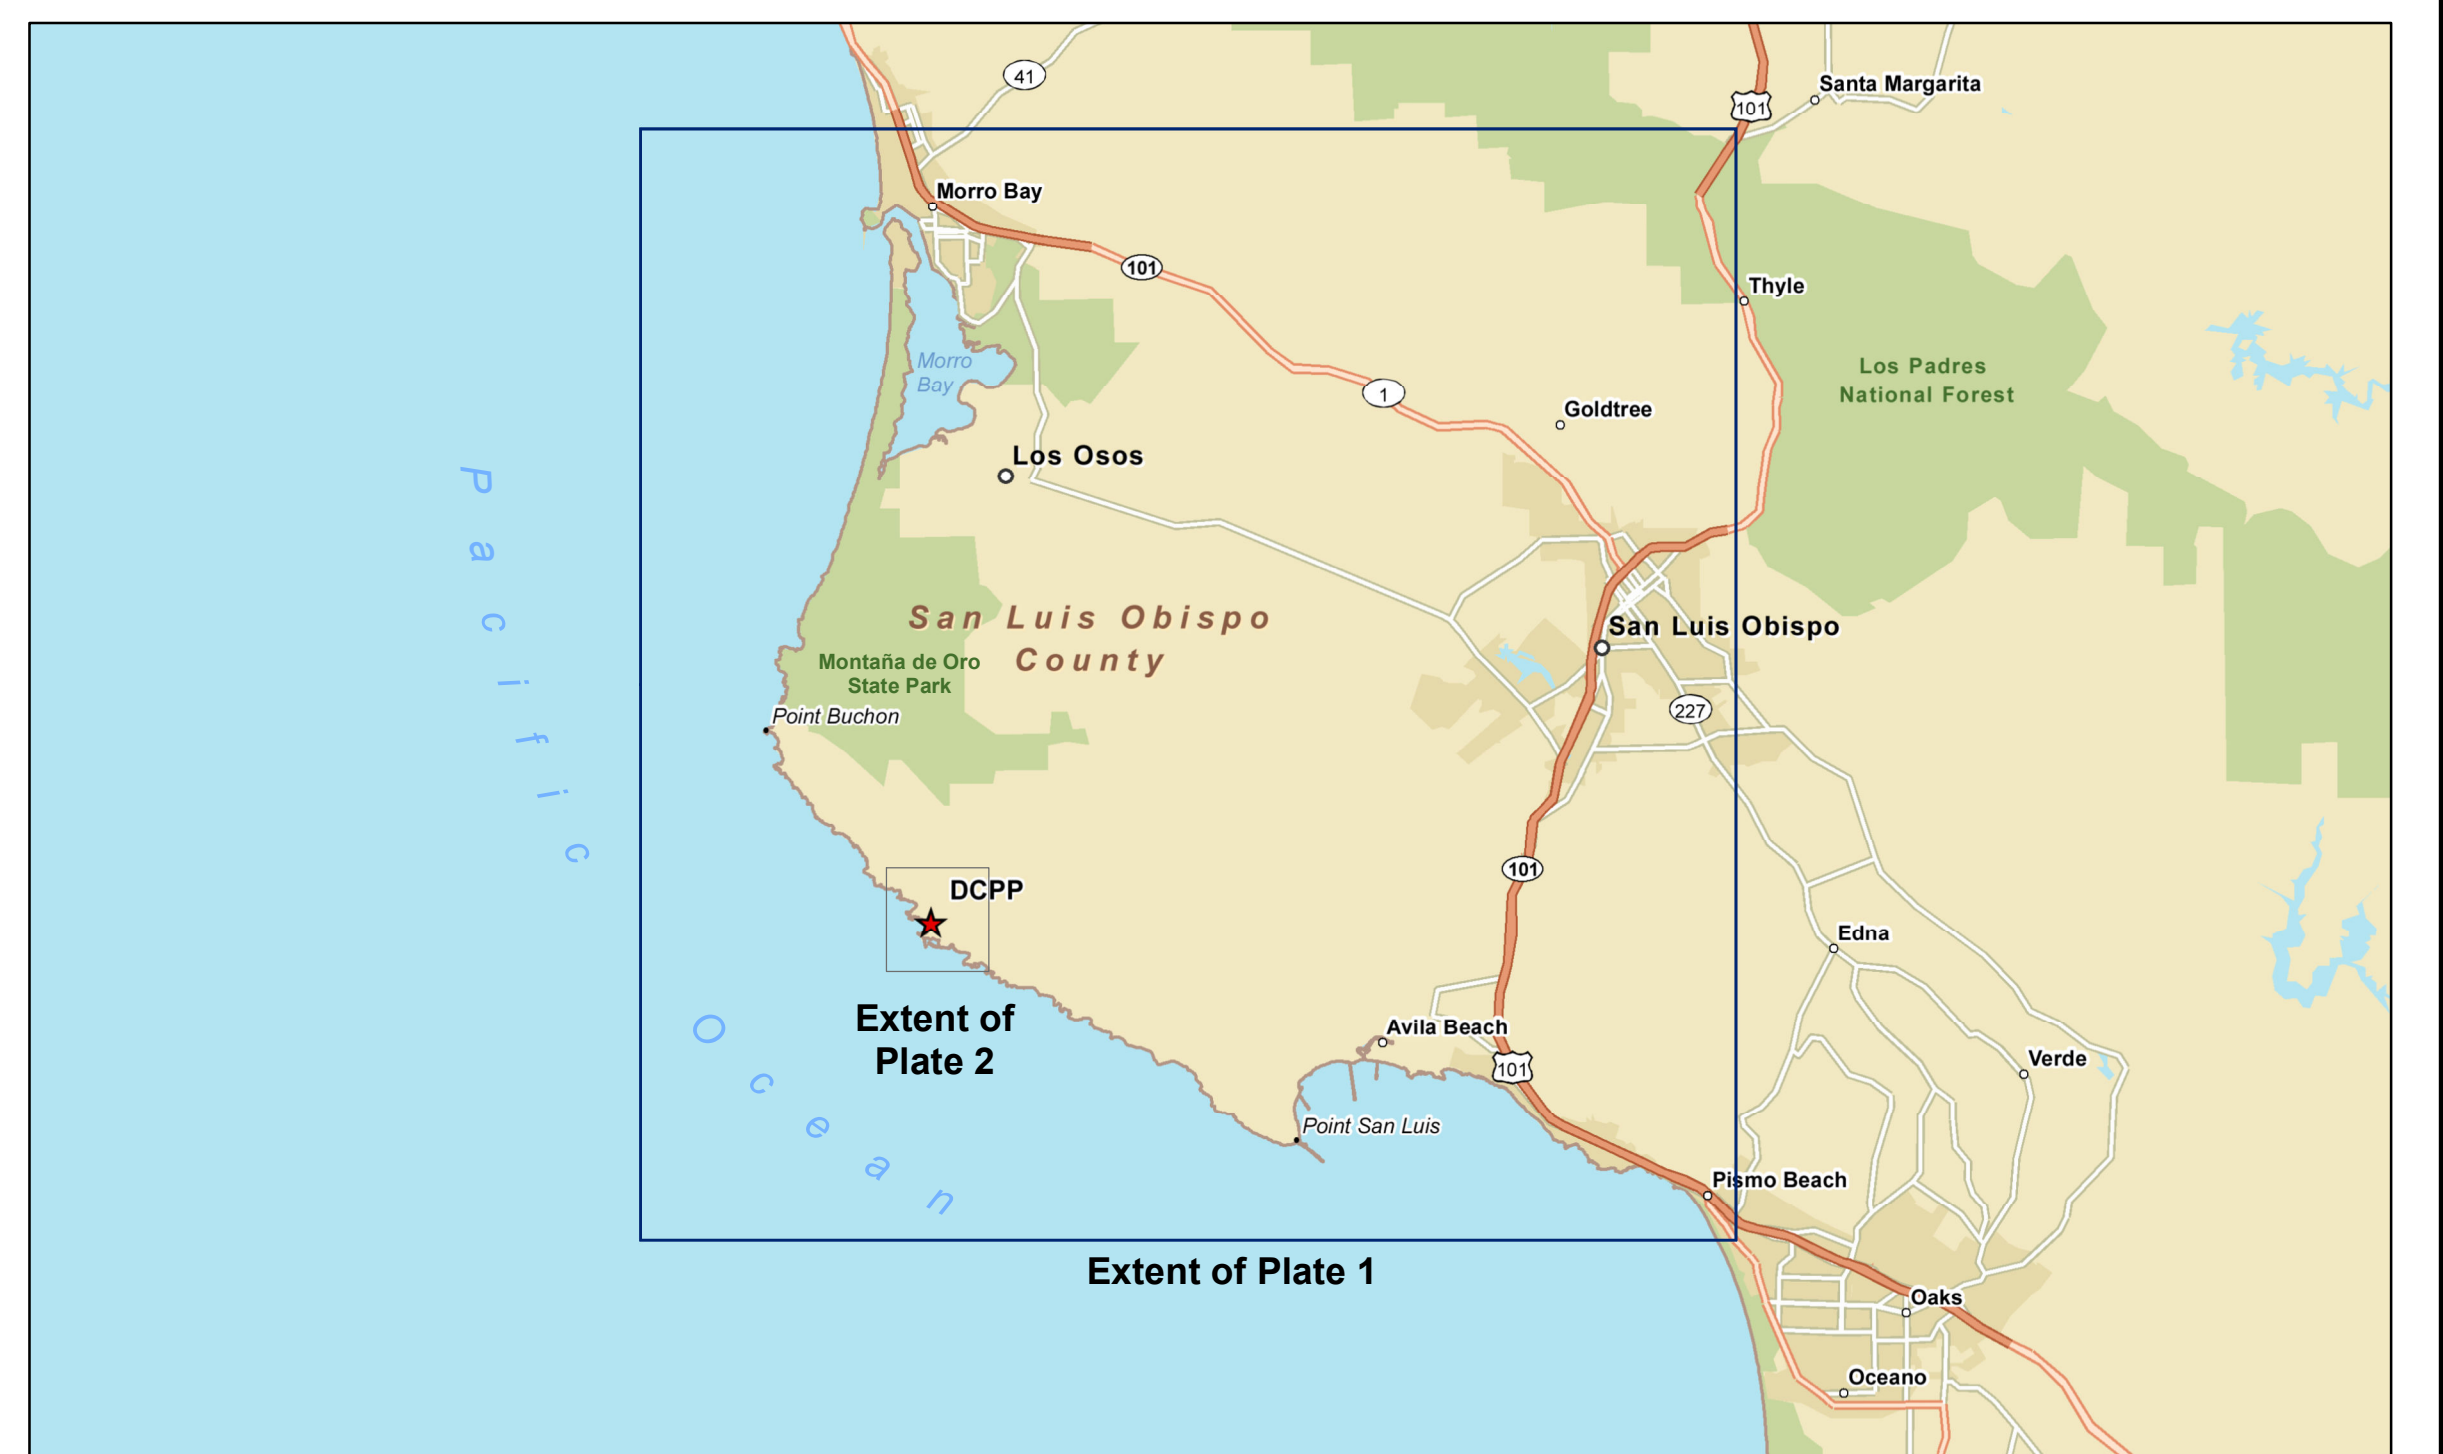 41
101
Santa Margarita
Morro Bay
101
Thyle
Morro
Bay
Los Padres
National Forest
1
Goldtree
Los Osos
Pacific
San Luis Obispo
County
San Luis Obispo
Montaña de Oro
State Park
Point Buchon
227
101
DCPP
Edna
Extent of
Plate 2
Ocean
Avila Beach
101
Verde
Point San Luis
Pismo Beach
Extent of Plate 1
Oaks
Oceano